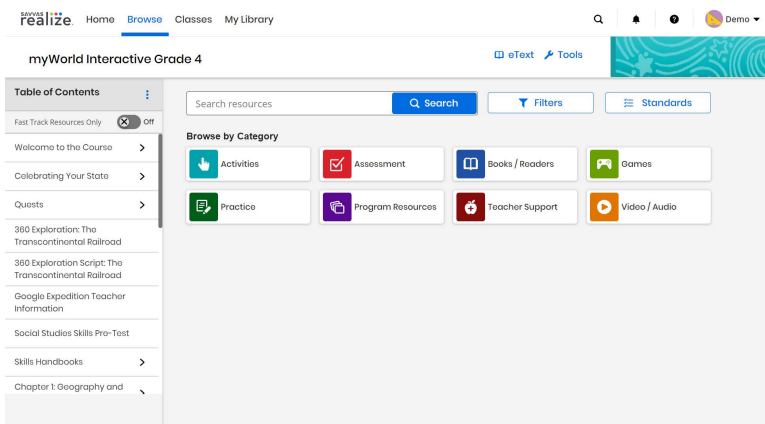 SAVVAS
realize. Home Browse Classes My Library Demo
myWorld Interactive Grade 4 eText Tools
Table of Contents
Search resources Search Filters Standards
Fast Track Resources Only Off
Browse by Category
Welcome to the Course
Activities Assessment Books / Readers Games
Celebrating Your State
Quests
Practice Program Resources Teacher Support Video / Audio
360 Exploration: The
Transcontinental Railroad
360 Exploration Script: The
Transcontinental Railroad
Google Expedition Teacher
Information
Social Studies Skills Pre-Test
Skills Handbooks
Chapter 1: Geography and